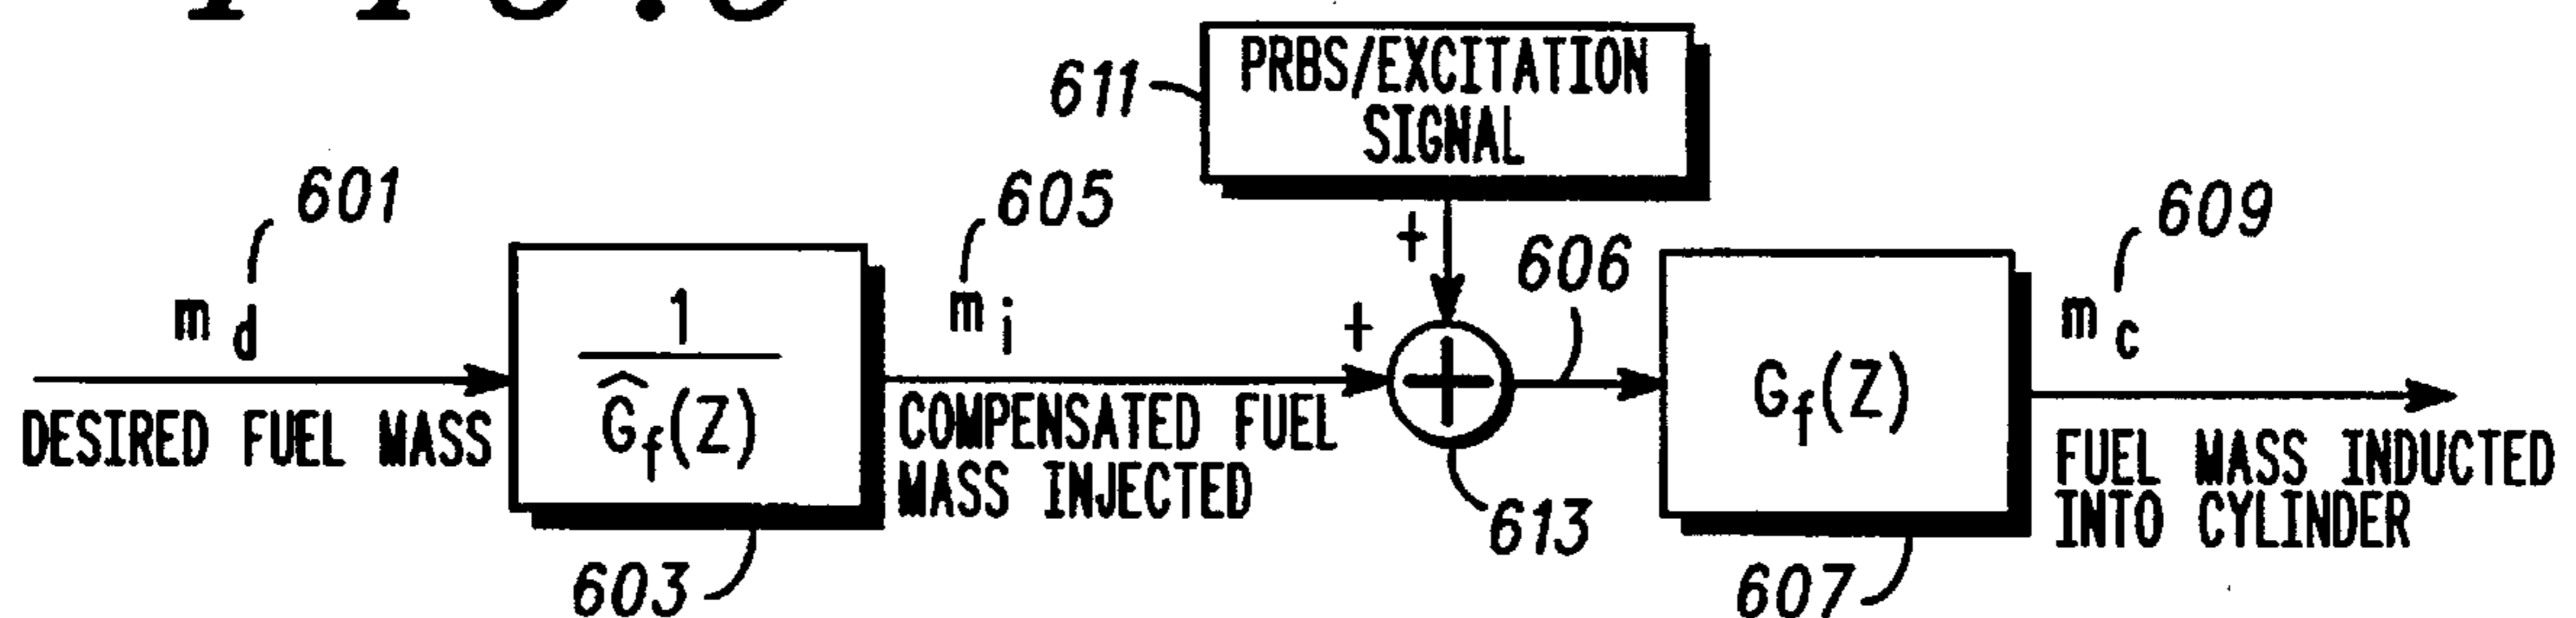 PRBS/EXCITATION
SIGNAL
611
601
605
606
609
m d
m i
m c
+
+
+
1
Ĝf(Z)
Gf(Z)
DESIRED FUEL MASS
COMPENSATED FUEL
MASS INJECTED
FUEL MASS INDUCTED
INTO CYLINDER
603
613
607